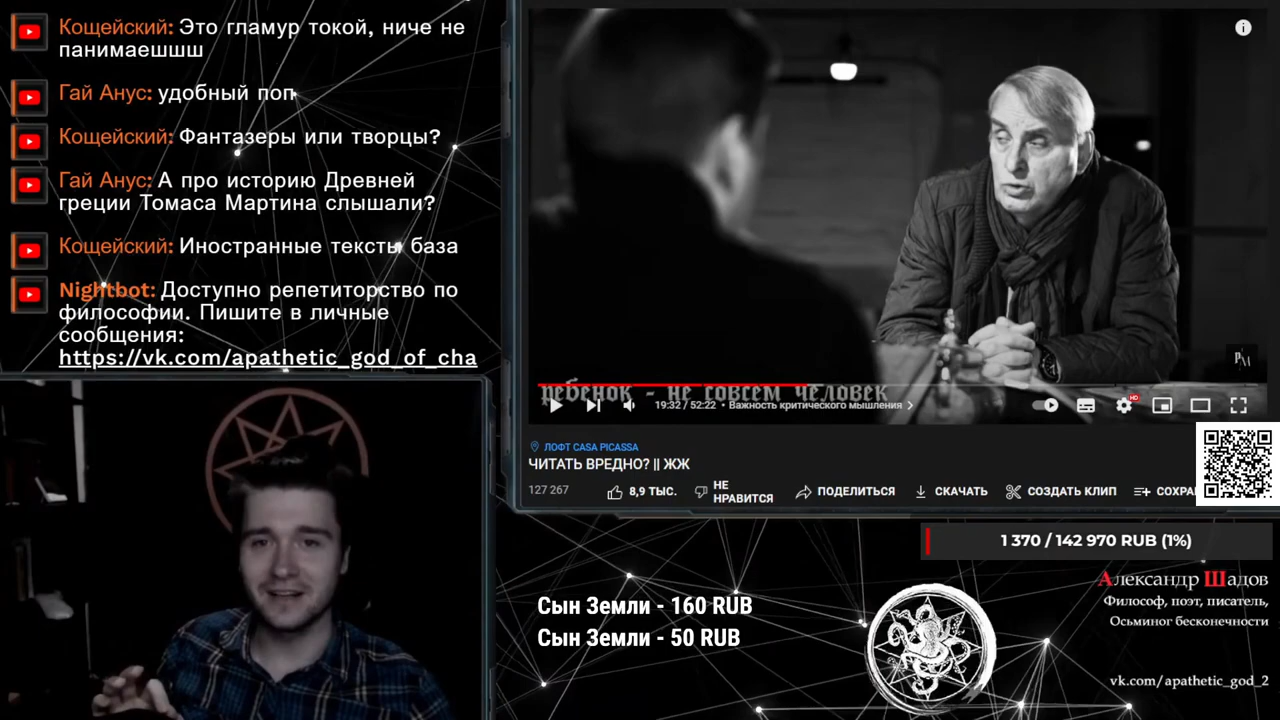 Кощейский: Это гламур токой, ниче не
панимаешшш
Гай Анус: удобный поп
Кощейский: Фантазеры или творцы?
Гай Анус: А про историю Древней
греции Томаса Мартина слышали?
Кощейский: Иностранные тексты база
Nightbot: Доступно репетиторство по
философии. Пишите в личные
сообщения:
https://vk.com/apathetic_god_of_cha
ребенок - не совсем человек
19:32 / 52:22 • Важность критического мышления
HD
ЛОФТ CASA PICASSA
ЧИТАТЬ ВРЕДНО? || ЖЖ
127 267
8,9 ТЫС.
НЕ
НРАВИТСЯ
ПОДЕЛИТЬСЯ
СКАЧАТЬ
СОЗДАТЬ КЛИП
СОХРА
1 370 / 142 970 RUB (1%)
Сын Земли - 160 RUB
Сын Земли - 50 RUB
Александр Шадов
Философ, поэт, писатель,
Осьминог бесконечности
vk.com/apathetic_god_2